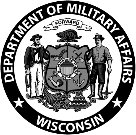 DEPARTMENT OF MILITARY AFFAIRS
FORWARD
WISCONSIN